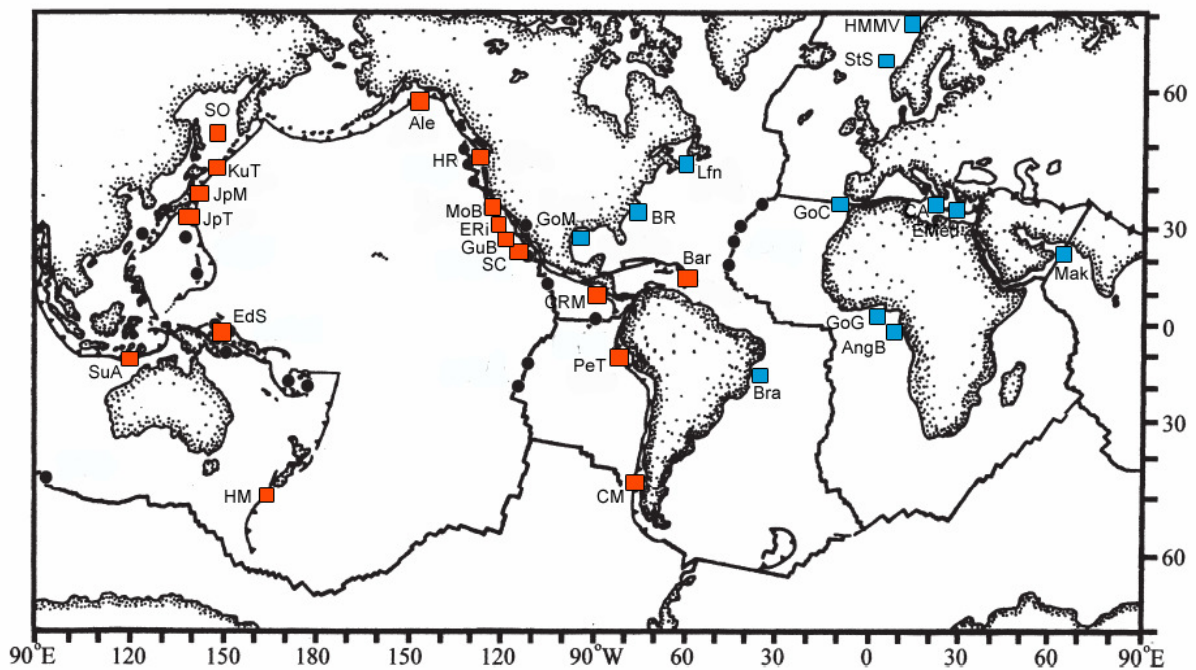 HMMV
StS
60
SO
Ale
KuT
HR
Lfn
JpM
MoB
GoM
BR
GoC
CA
JpT
ERi
EMed
30
GuB
SC
Bar
Mak
CRM
EdS
GoG
0
AngB
SuA
PeT
Bra
30
HM
CM
60
90 E 120 150 180 150 120 90 W 60 30 0 30 60 90 E